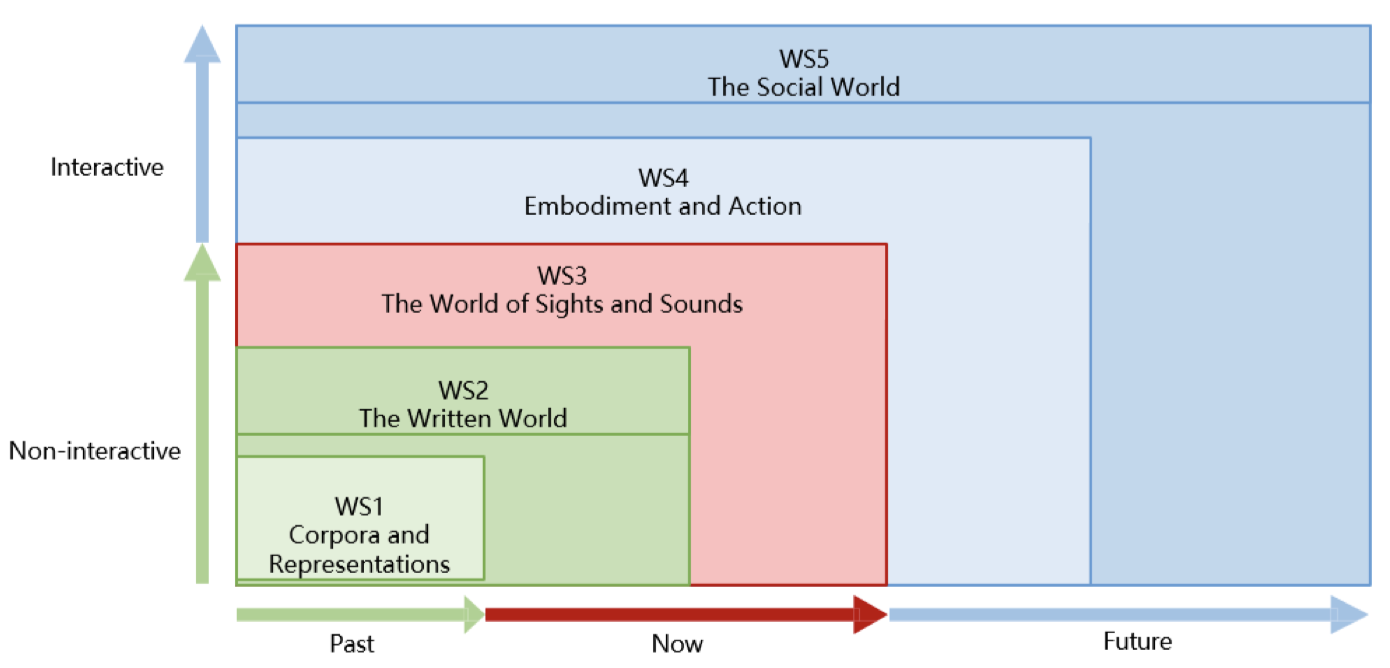 WS5
The Social World
Interactive
WS4
Embodiment and Action
WS3
The World of Sights and Sounds
WS2
The Written World
Non-interactive
WS1
Corpora and
Representations
Past
Now
Future